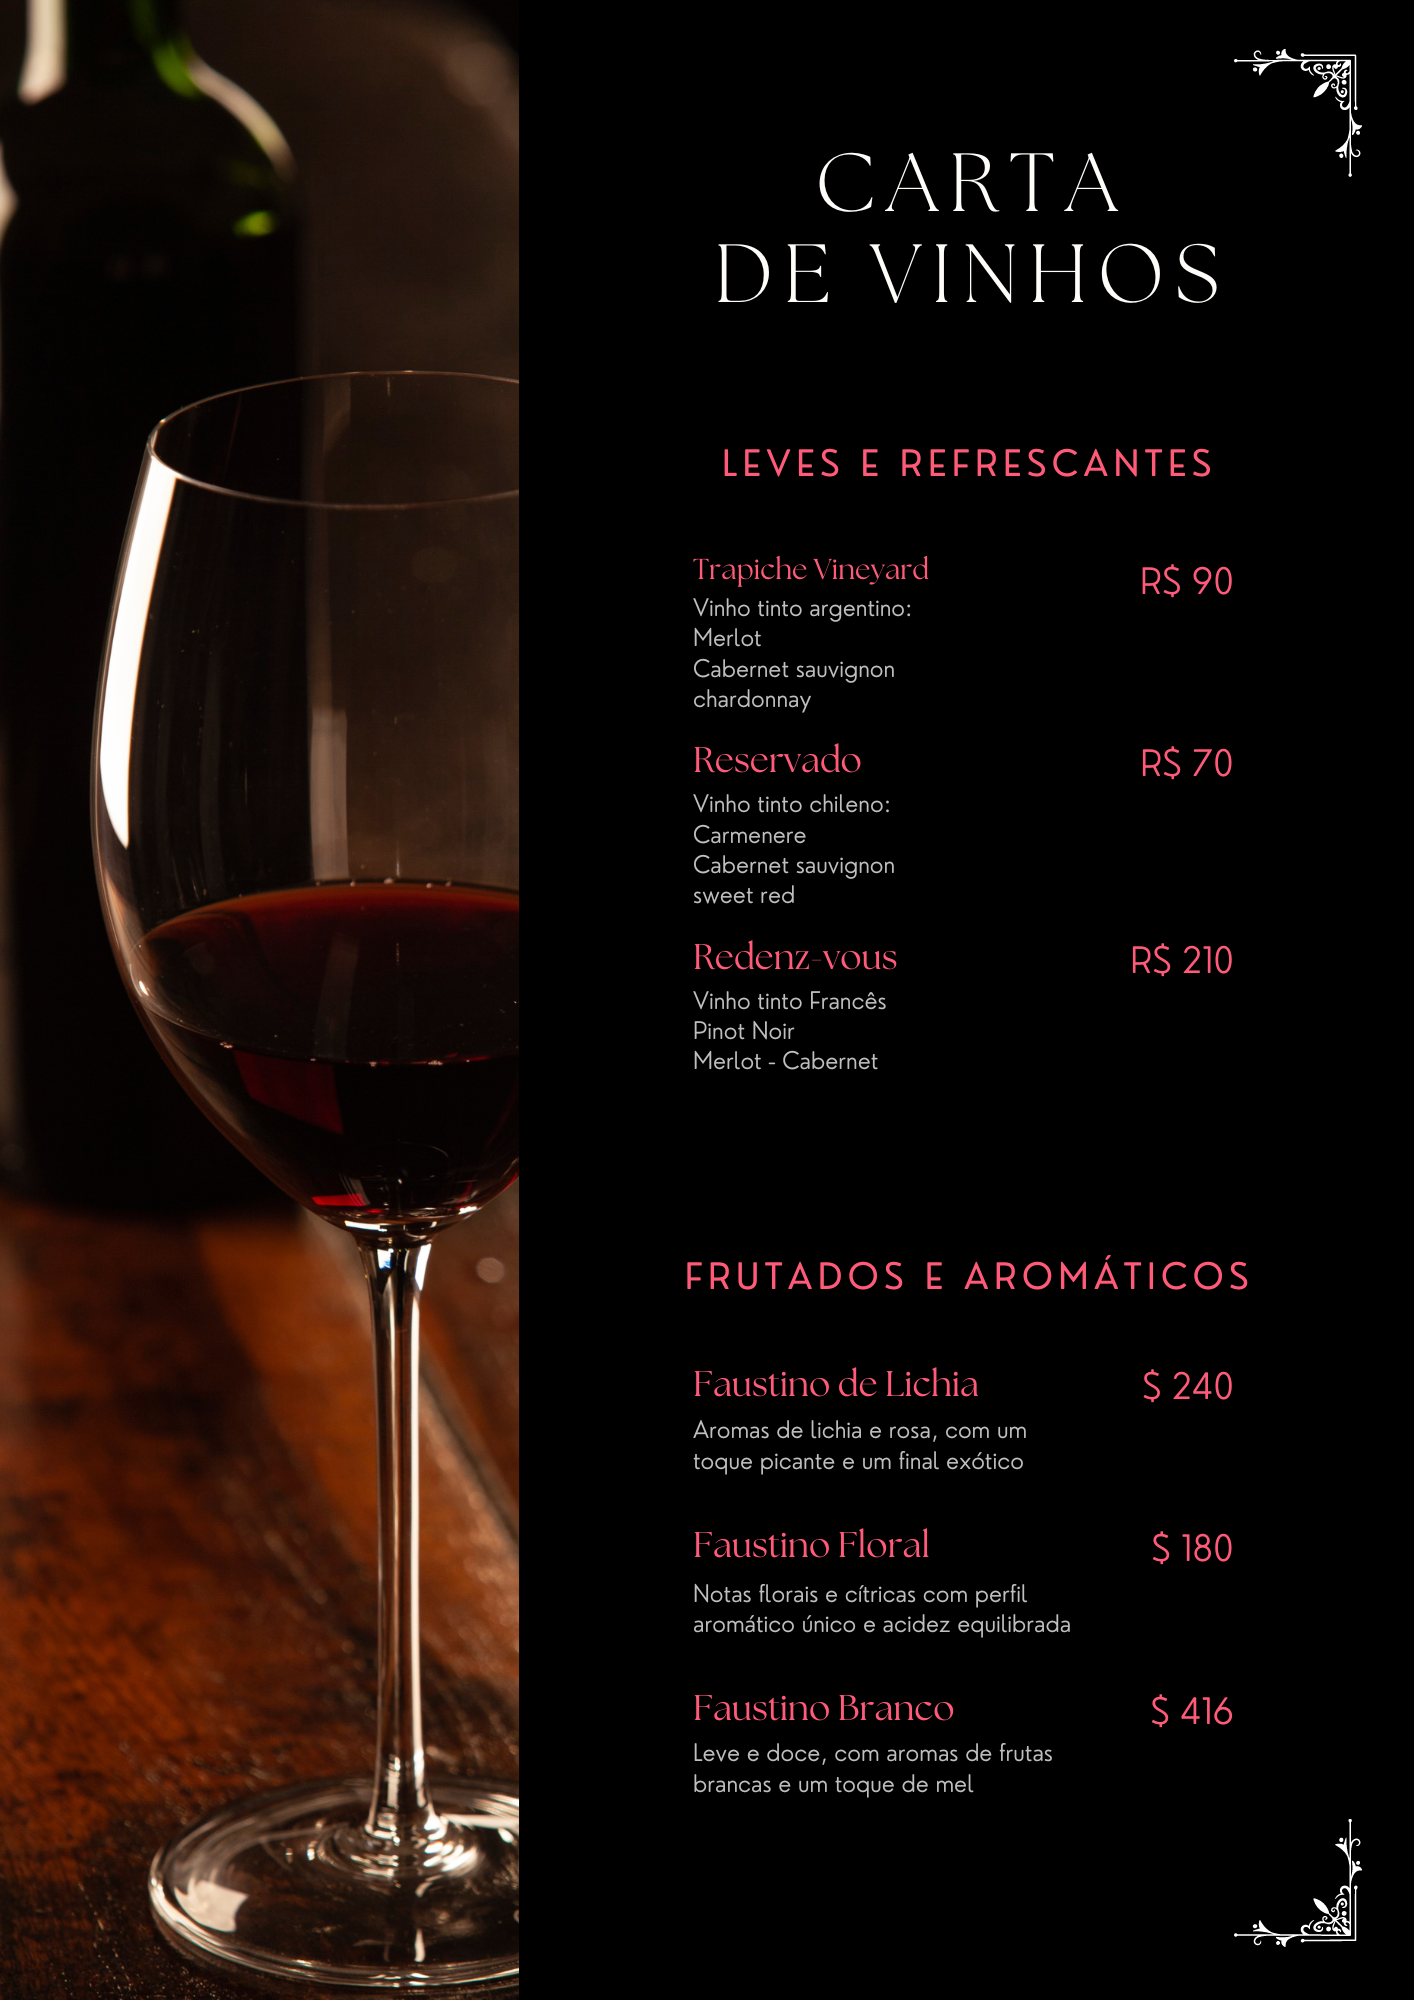 CARTA
DE VINHOS
LEVES E REFRESCANTES
Trapiche Vineyard R$ 90
Vinho tinto argentino:
Merlot
Cabernet sauvignon
chardonnay
Reservado R$ 70
Vinho tinto chileno:
Carmenere
Cabernet sauvignon
sweet red
Redenz-vous R$ 210
Vinho tinto Francês
Pinot Noir
Merlot - Cabernet
FRUTADOS E AROMÁTICOS
Faustino de Lichia $ 240
Aromas de lichia e rosa, com um
toque picante e um final exótico
Faustino Floral $ 180
Notas florais e cítricas com perfil
aromático único e acidez equilibrada
Faustino Branco $ 416
Leve e doce, com aromas de frutas
brancas e um toque de mel